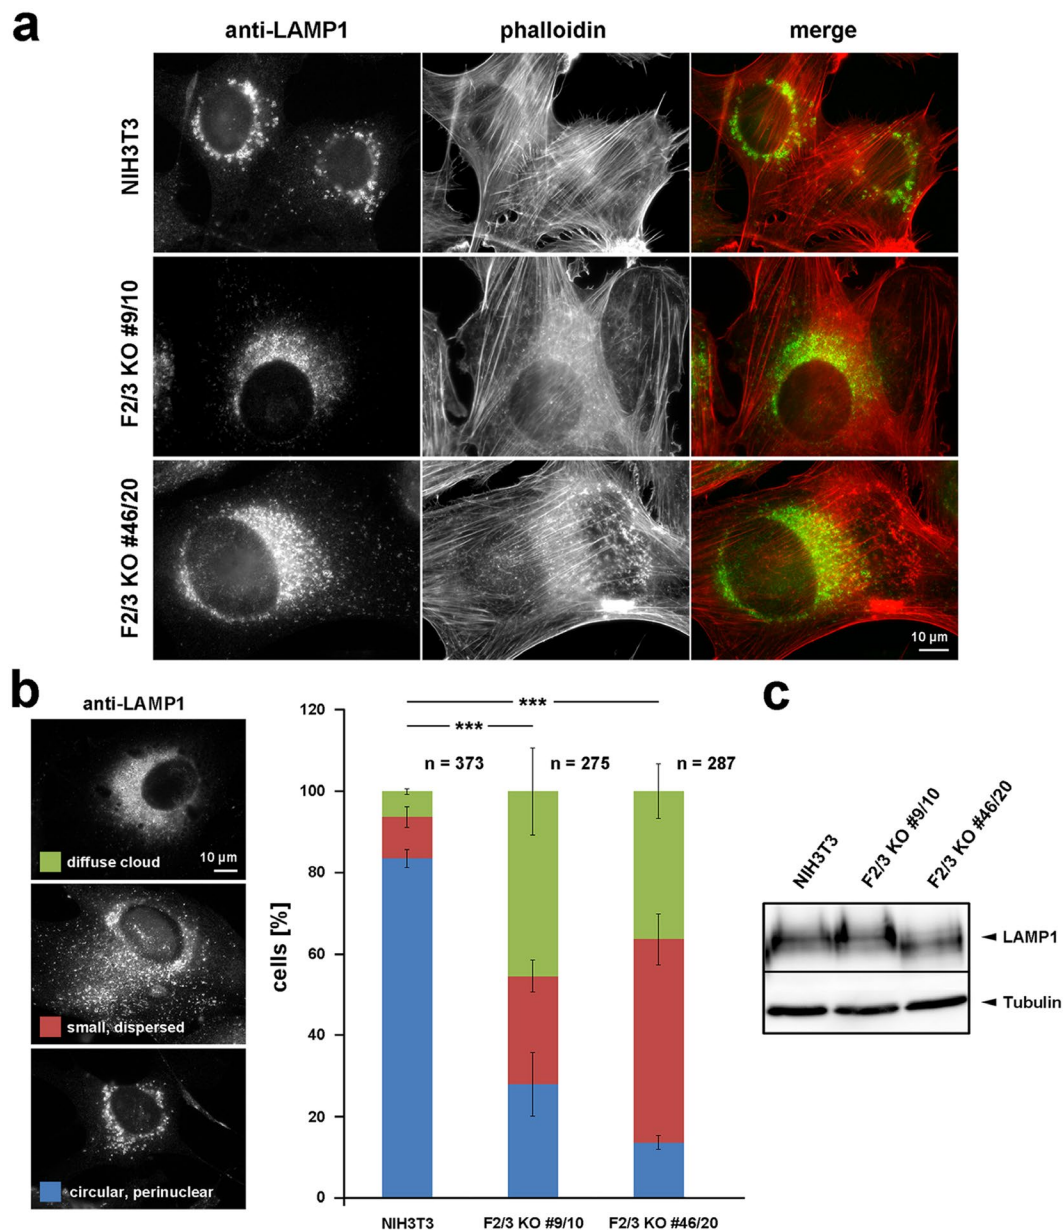 a
anti-LAMP1 phalloidin merge
NIH3T3
F2/3 KO #9/10
F2/3 KO #46/20
10 µm
b
anti-LAMP1
diffuse cloud
10 µm
small, dispersed
circular, perinuclear
cells [%]
120
100
80
60
40
20
0
***
***
n = 373 n = 275 n = 287
NIH3T3 F2/3 KO #9/10 F2/3 KO #46/20
c
NIH3T3 F2/3 KO #9/10 F2/3 KO #46/20
LAMP1
Tubulin